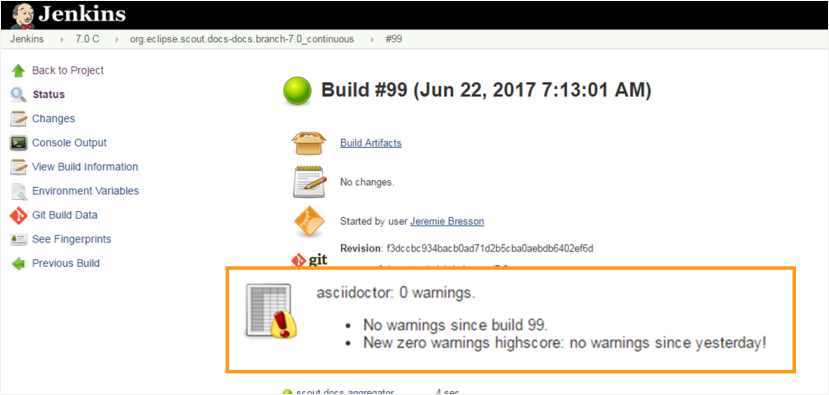 Jenkins
Jenkins
7.0 C
org.eclipse.scout.docs-docs.branch-7.0_continuous
#99
Back to Project
Status
Changes
Console Output
View Build Information
Environment Variables
Git Build Data
See Fingerprints
Previous Build
Build #99 (Jun 22, 2017 7:13:01 AM)
Build Artifacts
No changes.
Started by user Jeremie Bresson
Revision: f3dccbc934bacb0ad71d2b5cba0aebdb6402ef6d
git
asciidoctor: 0 warnings.
No warnings since build 99.
New zero warnings highscore: no warnings since yesterday!
scout.docs.aggregator 4 sec